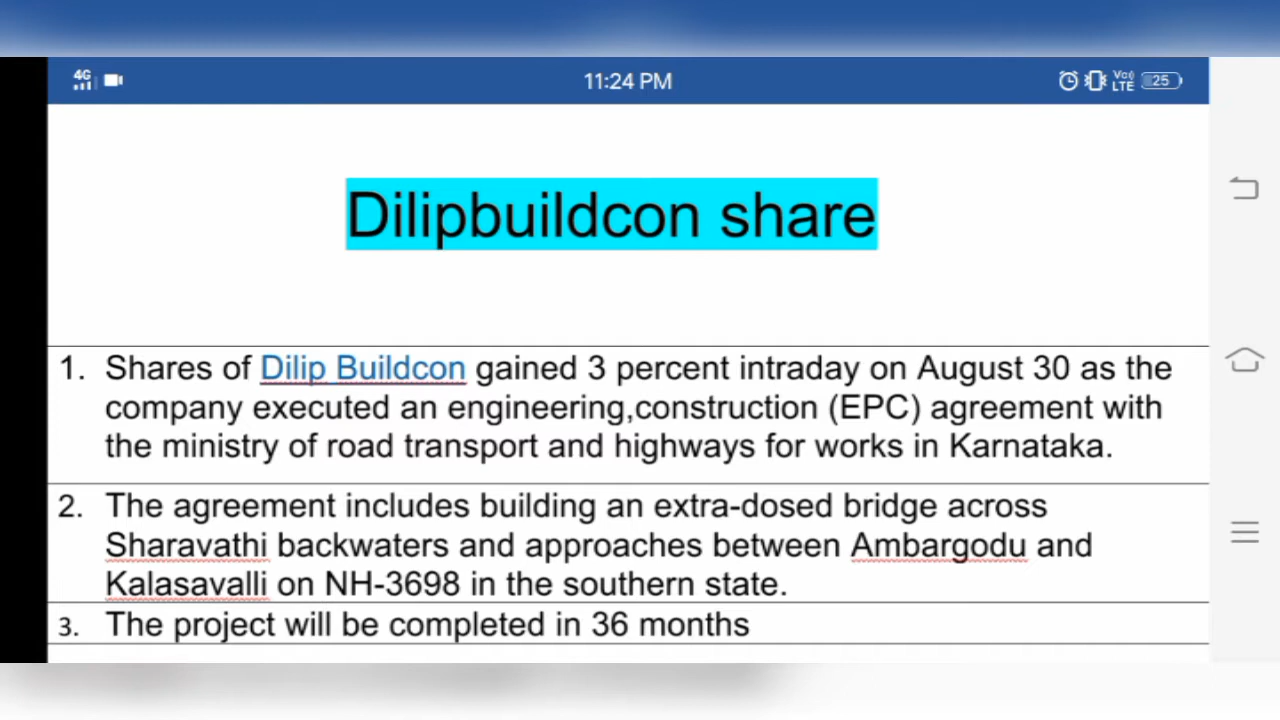 4G 11:24 PM Vo) LTE 25
Dilipbuildcon share
1. Shares of Dilip Buildcon gained 3 percent intraday on August 30 as the
company executed an engineering,construction (EPC) agreement with
the ministry of road transport and highways for works in Karnataka.
2. The agreement includes building an extra-dosed bridge across
Sharavathi backwaters and approaches between Ambargodu and
Kalasavalli on NH-3698 in the southern state.
3. The project will be completed in 36 months